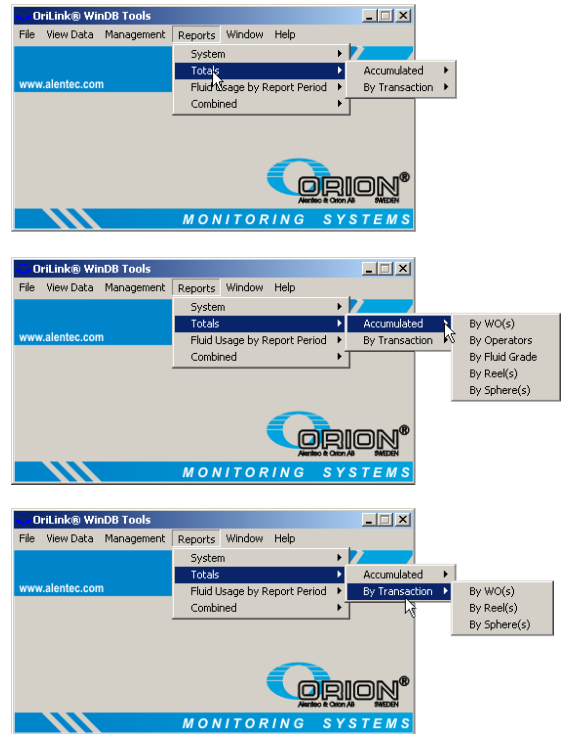 OriLink® WinDB Tools
File View Data Management Reports Window Help
System
Totals Accumulated
www.alentec.com Fluid Usage by Report Period By Transaction
Combined
ORION®
Alentec & Orion AB SWEDEN
MONITORING SYSTEMS
OriLink® WinDB Tools
File View Data Management Reports Window Help
System
Totals Accumulated By WO(s)
www.alentec.com Fluid Usage by Report Period By Transaction By Operators
Combined By Fluid Grade
By Reel(s)
By Sphere(s)
ORION®
Alentec & Orion AB SWEDEN
MONITORING SYSTEMS
OriLink® WinDB Tools
File View Data Management Reports Window Help
System
Totals Accumulated
www.alentec.com Fluid Usage by Report Period By Transaction By WO(s)
Combined By Reel(s)
By Sphere(s)
ORION®
Alentec & Orion AB SWEDEN
MONITORING SYSTEMS